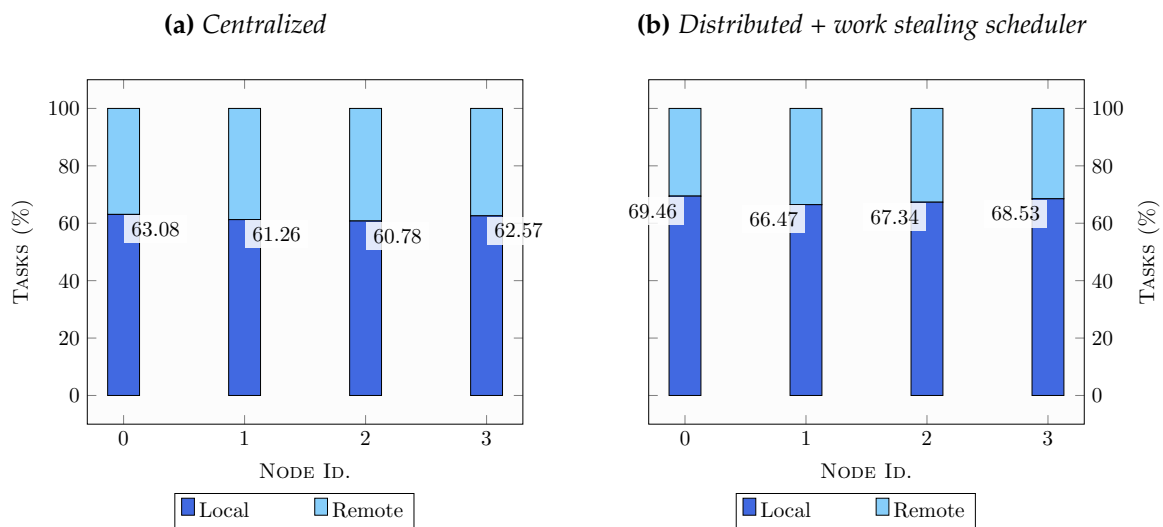 (a) Centralized
(b) Distributed + work stealing scheduler
100
80
60
40
20
0
TASKS (%)
63.08
61.26
60.78
62.57
0 1 2 3
NODE ID.
Local Remote
69.46
66.47
67.34
68.53
100
80
60
40
20
0
TASKS (%)
0 1 2 3
NODE ID.
Local Remote